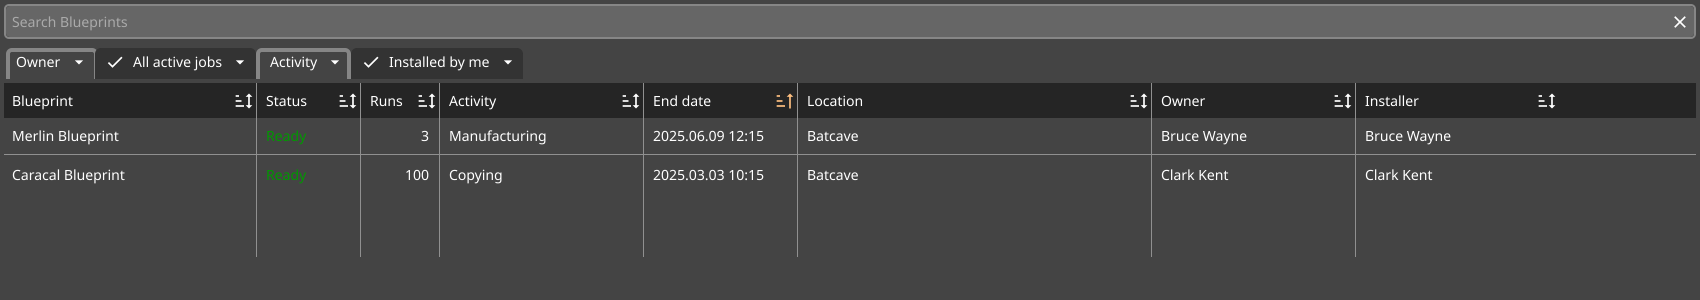 Search Blueprints
Owner All active jobs Activity Installed by me
Blueprint Status Runs Activity End date Location Owner Installer
Merlin Blueprint Ready 3 Manufacturing 2025.06.09 12:15 Batcave Bruce Wayne Bruce Wayne
Caracal Blueprint Ready 100 Copying 2025.03.03 10:15 Batcave Clark Kent Clark Kent